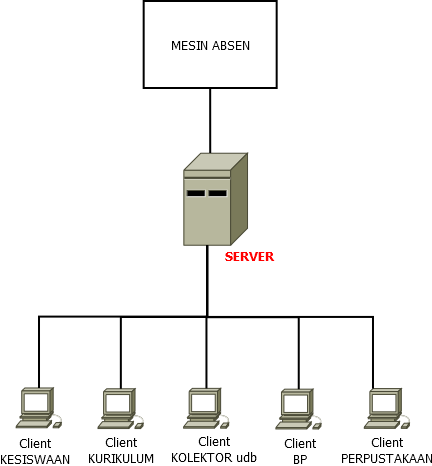 MESIN ABSEN
SERVER
Client
KESISWAAN
Client
KURIKULUM
Client
KOLEKTOR udb
Client
BP
Client
PERPUSTAKAAN